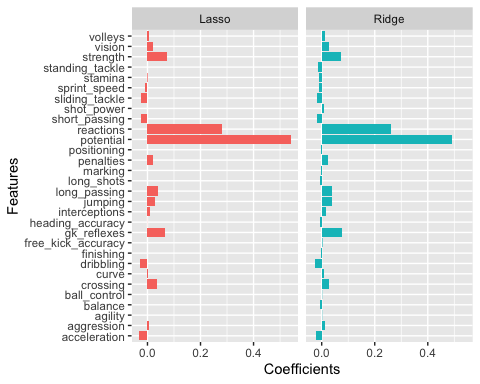 Lasso Ridge
volleys
vision
strength
standing_tackle
stamina
sprint_speed
sliding_tackle
shot_power
short_passing
reactions
potential
positioning
penalties
marking
long_shots
long_passing
jumping
interceptions
heading_accuracy
gk_reflexes
free_kick_accuracy
finishing
dribbling
curve
crossing
ball_control
balance
agility
aggression
acceleration
Features
0.0 0.2 0.4 0.0 0.2 0.4
Coefficients